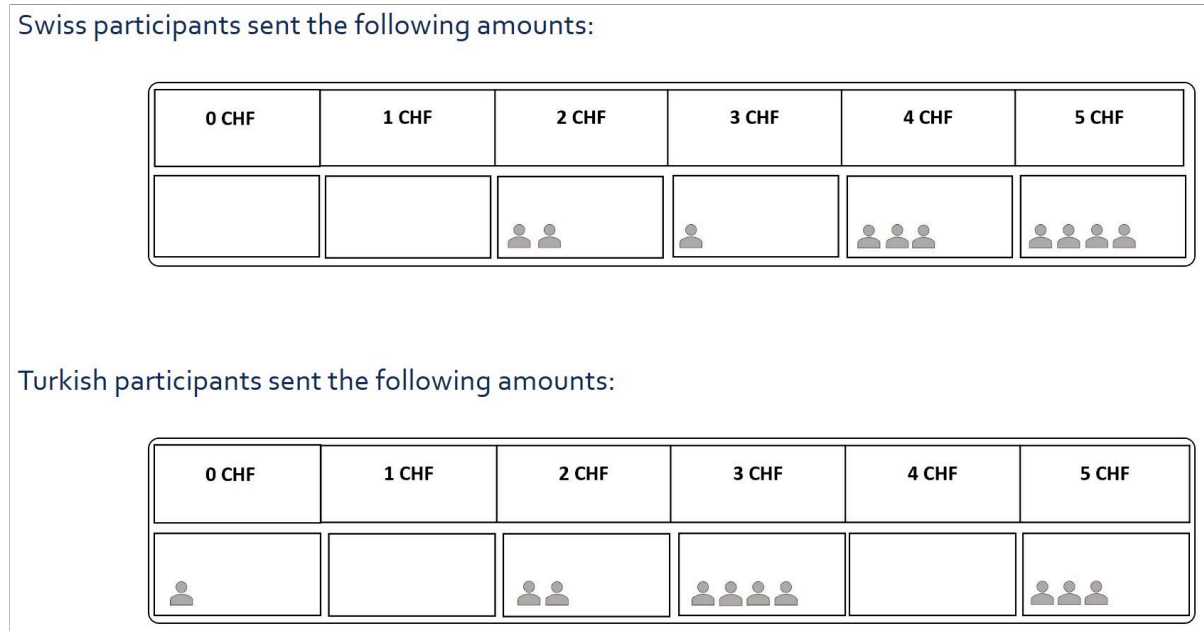 Swiss participants sent the following amounts:
0 CHF 1 CHF 2 CHF 3 CHF 4 CHF 5 CHF
Turkish participants sent the following amounts:
0 CHF 1 CHF 2 CHF 3 CHF 4 CHF 5 CHF